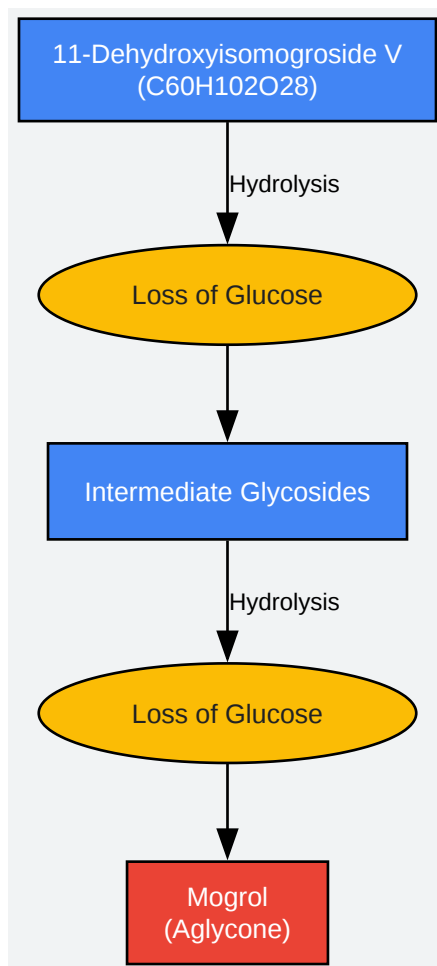 11-Dehydroxyisomogroside V
(C60H102O28)
Hydrolysis
Loss of Glucose
Intermediate Glycosides
Hydrolysis
Loss of Glucose
Mogrol
(Aglycone)